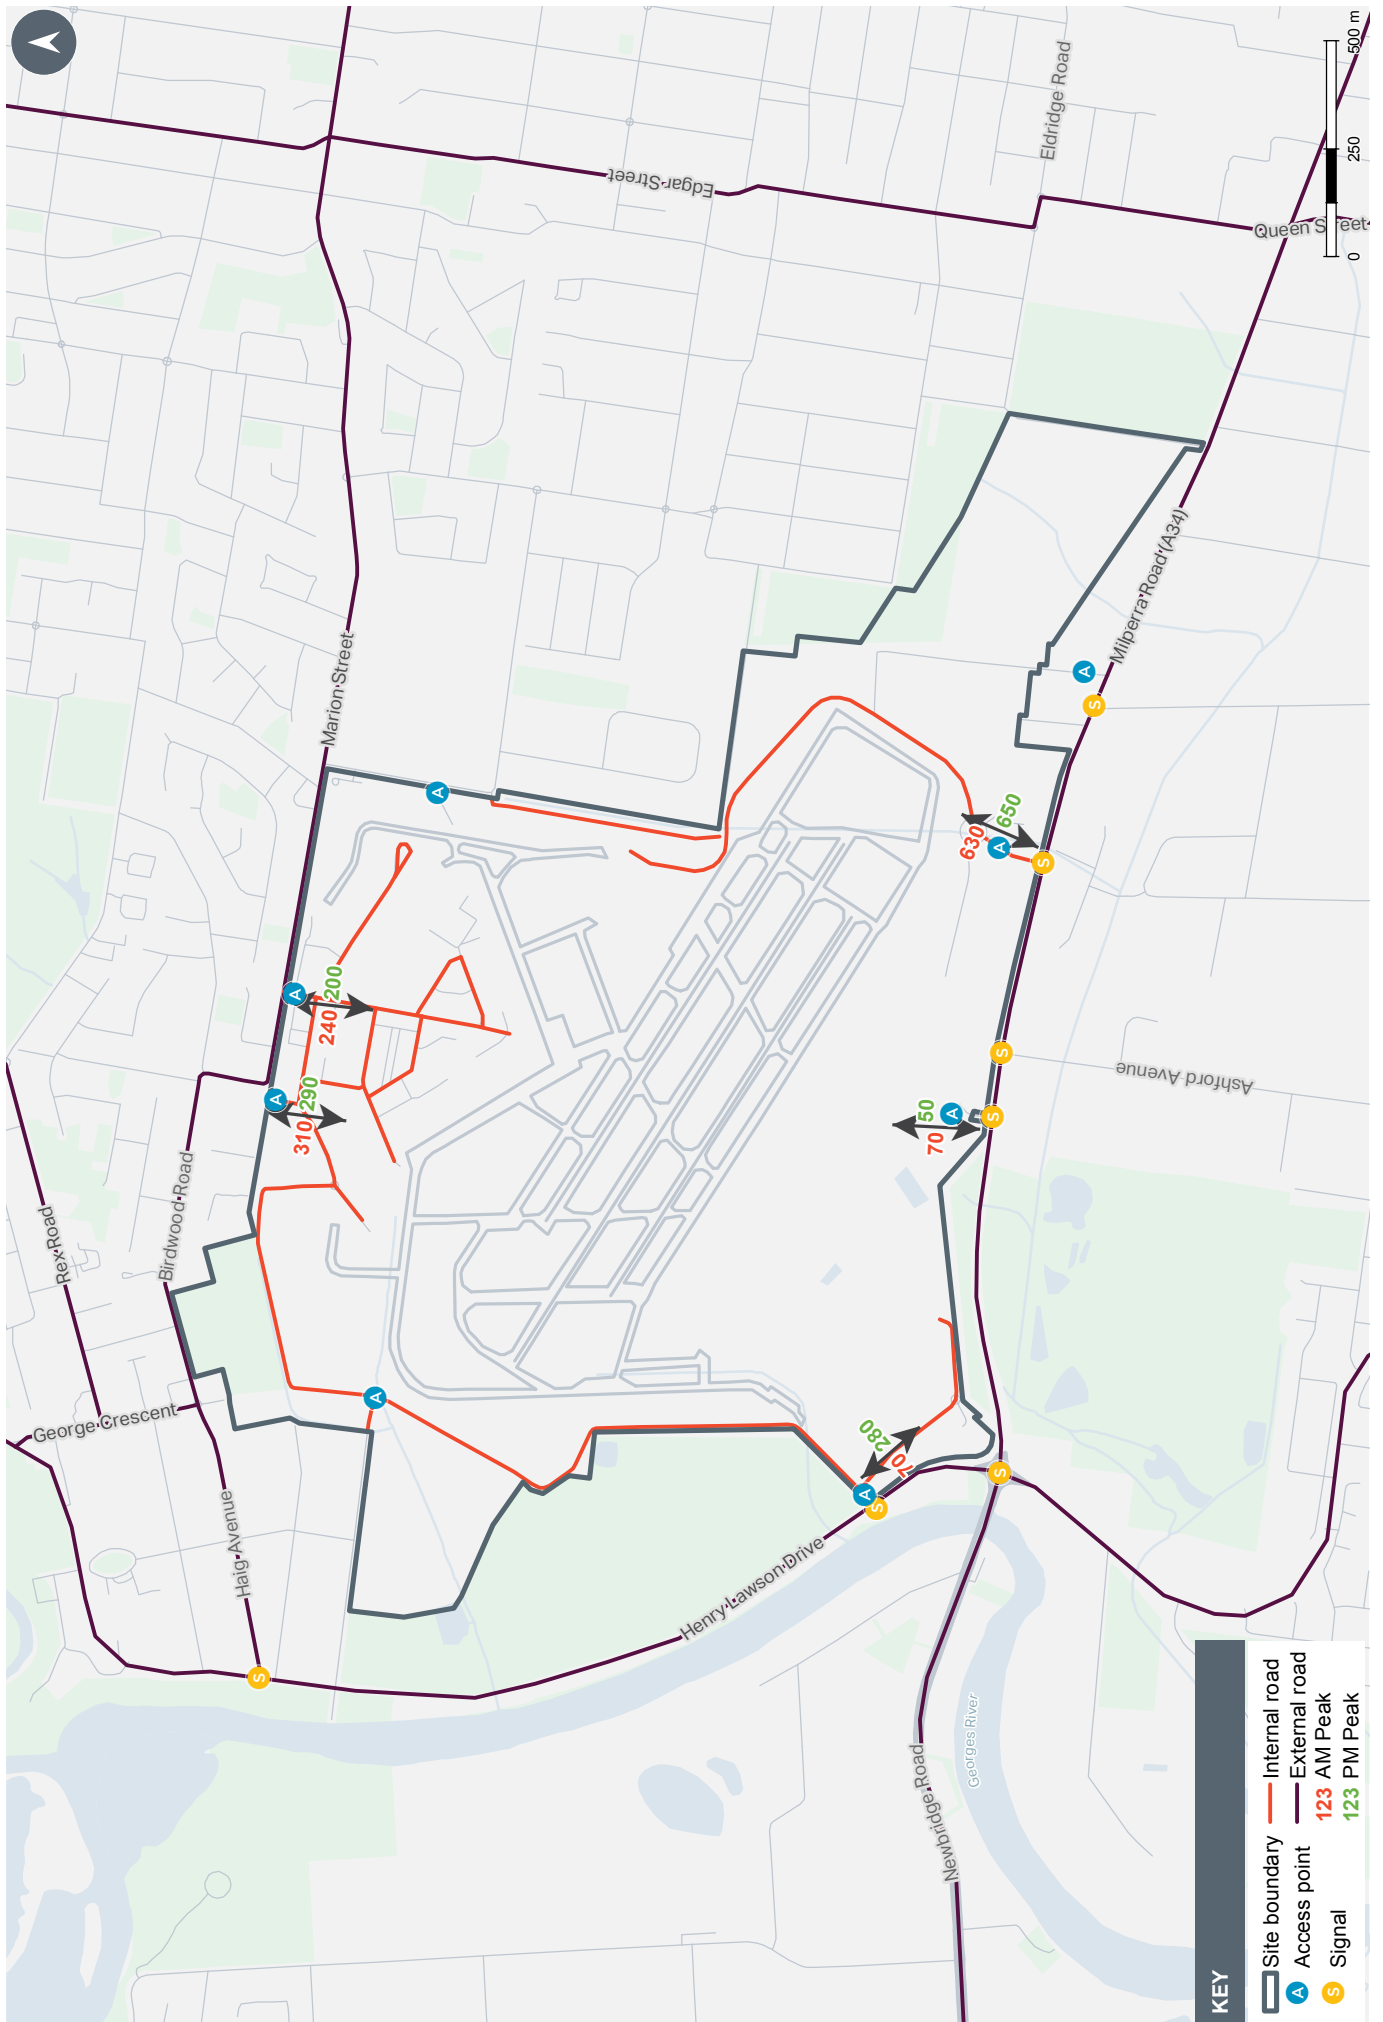 Rex Road
George Crescent
Birdwood Road
Haig Avenue
Marion Street
Edgar Street
Eldridge Road
Queen Street
Milperra Road (A34)
Ashford Avenue
Henry Lawson Drive
Newbridge Road
Georges River
310 290
240 200
630 650
70 50
70 280
A
A
A
A
A
A
A
A
S
S
S
S
S
S
S
0 250 500 m
KEY
Site boundary
A Access point
S Signal
Internal road
External road
123 AM Peak
123 PM Peak